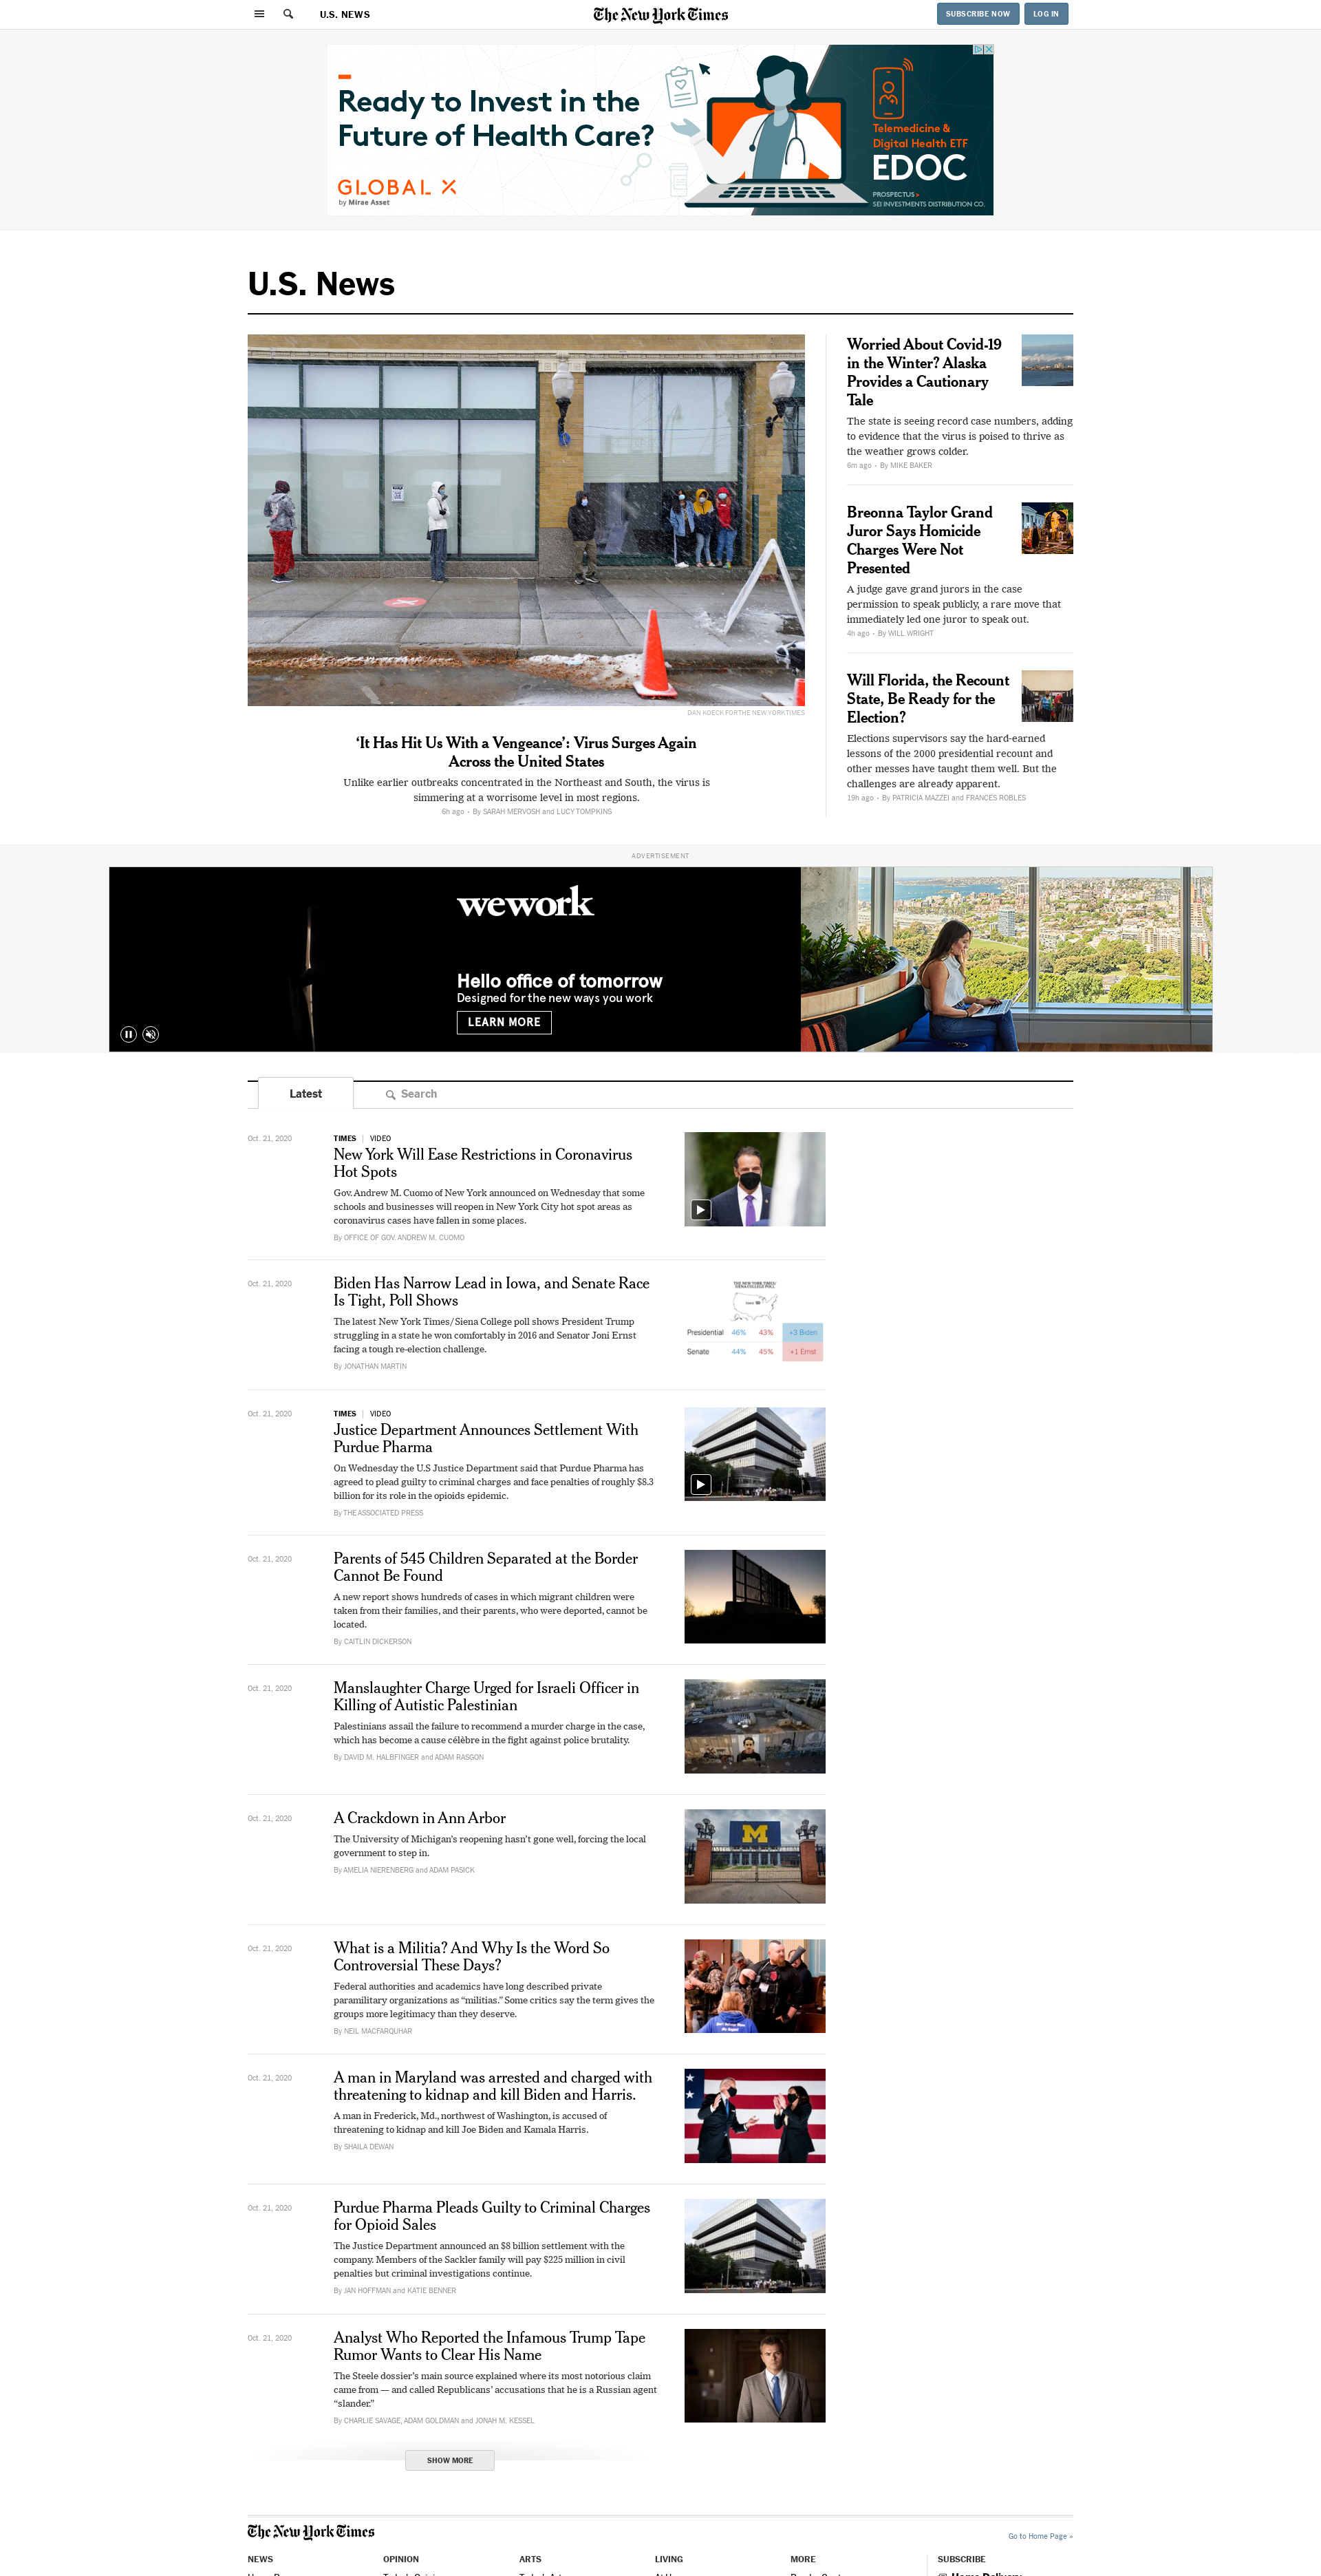 U.S. NEWS
The New York Times
SUBSCRIBE NOW
LOG IN
Ready to Invest in the
Future of Health Care?
GLOBAL X
by Mirae Asset
Telemedicine &
Digital Health ETF
EDOC
PROSPECTUS >
SEI INVESTMENTS DISTRIBUTION CO.
U.S. News
DAN KOECK FOR THE NEW YORK TIMES
‘It Has Hit Us With a Vengeance’: Virus Surges Again
Across the United States
Unlike earlier outbreaks concentrated in the Northeast and South, the virus is
simmering at a worrisome level in most regions.
6h ago • By SARAH MERVOSH and LUCY TOMPKINS
Worried About Covid-19
in the Winter? Alaska
Provides a Cautionary
Tale
The state is seeing record case numbers, adding
to evidence that the virus is poised to thrive as
the weather grows colder.
6m ago • By MIKE BAKER
Breonna Taylor Grand
Juror Says Homicide
Charges Were Not
Presented
A judge gave grand jurors in the case
permission to speak publicly, a rare move that
immediately led one juror to speak out.
4h ago • By WILL WRIGHT
Will Florida, the Recount
State, Be Ready for the
Election?
Elections supervisors say the hard-earned
lessons of the 2000 presidential recount and
other messes have taught them well. But the
challenges are already apparent.
19h ago • By PATRICIA MAZZEI and FRANCES ROBLES
ADVERTISEMENT
wework
Hello office of tomorrow
Designed for the new ways you work
LEARN MORE
Latest
Search
Oct. 21, 2020
TIMES | VIDEO
New York Will Ease Restrictions in Coronavirus
Hot Spots
Gov. Andrew M. Cuomo of New York announced on Wednesday that some
schools and businesses will reopen in New York City hot spot areas as
coronavirus cases have fallen in some places.
By OFFICE OF GOV. ANDREW M. CUOMO
Oct. 21, 2020
Biden Has Narrow Lead in Iowa, and Senate Race
Is Tight, Poll Shows
The latest New York Times/Siena College poll shows President Trump
struggling in a state he won comfortably in 2016 and Senator Joni Ernst
facing a tough re-election challenge.
By JONATHAN MARTIN
THE NEW YORK TIMES/
SIENA COLLEGE POLL
Presidential 46% 43% +3 Biden
Senate 44% 45% +1 Ernst
Oct. 21, 2020
TIMES | VIDEO
Justice Department Announces Settlement With
Purdue Pharma
On Wednesday the U.S Justice Department said that Purdue Pharma has
agreed to plead guilty to criminal charges and face penalties of roughly $8.3
billion for its role in the opioids epidemic.
By THE ASSOCIATED PRESS
Oct. 21, 2020
Parents of 545 Children Separated at the Border
Cannot Be Found
A new report shows hundreds of cases in which migrant children were
taken from their families, and their parents, who were deported, cannot be
located.
By CAITLIN DICKERSON
Oct. 21, 2020
Manslaughter Charge Urged for Israeli Officer in
Killing of Autistic Palestinian
Palestinians assail the failure to recommend a murder charge in the case,
which has become a cause célèbre in the fight against police brutality.
By DAVID M. HALBFINGER and ADAM RASGON
Oct. 21, 2020
A Crackdown in Ann Arbor
The University of Michigan’s reopening hasn’t gone well, forcing the local
government to step in.
By AMELIA NIERENBERG and ADAM PASICK
M
Oct. 21, 2020
What is a Militia? And Why Is the Word So
Controversial These Days?
Federal authorities and academics have long described private
paramilitary organizations as “militias.” Some critics say the term gives the
groups more legitimacy than they deserve.
By NEIL MACFARQUHAR
Oct. 21, 2020
A man in Maryland was arrested and charged with
threatening to kidnap and kill Biden and Harris.
A man in Frederick, Md., northwest of Washington, is accused of
threatening to kidnap and kill Joe Biden and Kamala Harris.
By SHAILA DEWAN
Oct. 21, 2020
Purdue Pharma Pleads Guilty to Criminal Charges
for Opioid Sales
The Justice Department announced an $8 billion settlement with the
company. Members of the Sackler family will pay $225 million in civil
penalties but criminal investigations continue.
By JAN HOFFMAN and KATIE BENNER
Oct. 21, 2020
Analyst Who Reported the Infamous Trump Tape
Rumor Wants to Clear His Name
The Steele dossier’s main source explained where its most notorious claim
came from — and called Republicans’ accusations that he is a Russian agent
“slander.”
By CHARLIE SAVAGE, ADAM GOLDMAN and JONAH M. KESSEL
SHOW MORE
The New York Times
Go to Home Page »
NEWS
OPINION
ARTS
LIVING
MORE
SUBSCRIBE